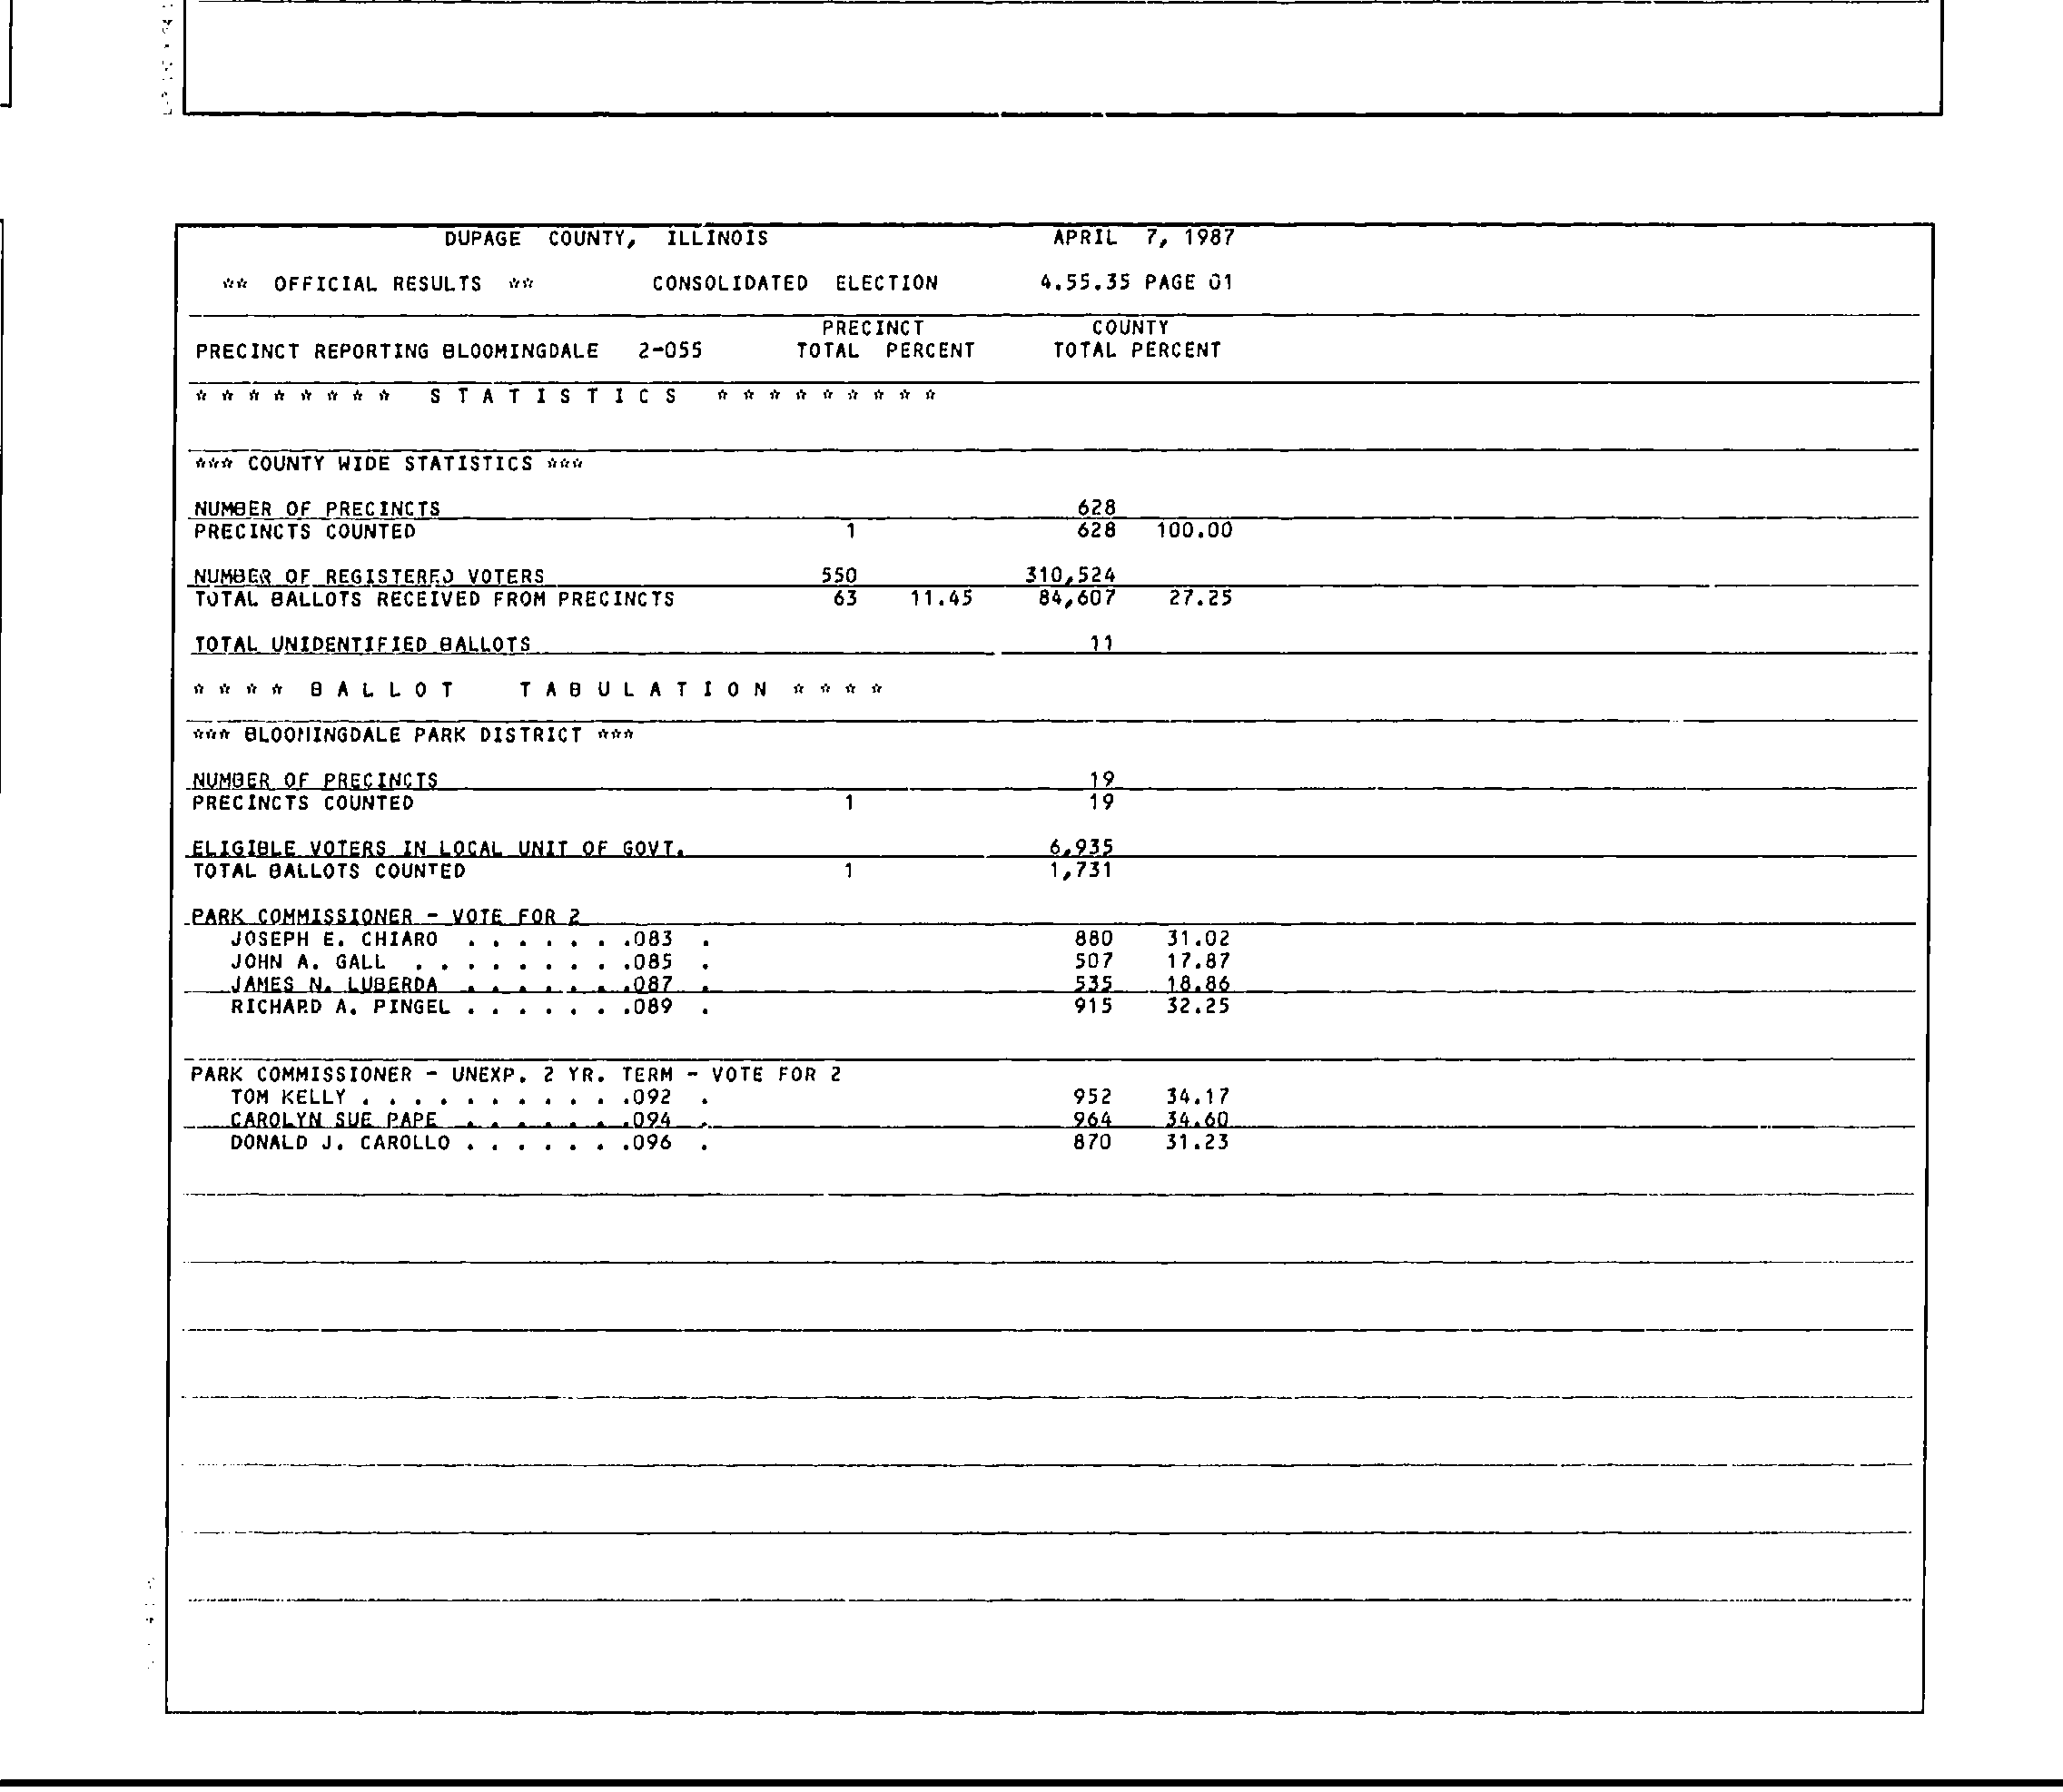 DUPAGE COUNTY, ILLINOIS APRIL 7, 1987
** OFFICIAL RESULTS ** CONSOLIDATED ELECTION 4.55.35 PAGE 01
PRECINCT COUNTY
PRECINCT REPORTING BLOOMINGDALE 2-055 TOTAL PERCENT TOTAL PERCENT
* * * * * * * * S T A T I S T I C S * * * * * * * * *
*** COUNTY WIDE STATISTICS ***
NUMBER OF PRECINCTS 628
PRECINCTS COUNTED 1 628 100.00
NUMBER OF REGISTERED VOTERS 550 310,524
TOTAL BALLOTS RECEIVED FROM PRECINCTS 63 11.45 84,607 27.25
TOTAL UNIDENTIFIED BALLOTS 11
* * * * B A L L O T T A B U L A T I O N * * * *
*** BLOOMINGDALE PARK DISTRICT ***
NUMBER OF PRECINCTS 19
PRECINCTS COUNTED 1 19
ELIGIBLE VOTERS IN LOCAL UNIT OF GOVT. 6,935
TOTAL BALLOTS COUNTED 1 1,731
PARK COMMISSIONER - VOTE FOR 2
JOSEPH E. CHIARO . . . . . . .083 . 880 31.02
JOHN A. GALL . . . . . . . . .085 . 507 17.87
JAMES N. LUBERDA . . . . . . .087 . 535 18.86
RICHARD A. PINGEL . . . . . . .089 . 915 32.25
PARK COMMISSIONER - UNEXP. 2 YR. TERM - VOTE FOR 2
TOM KELLY . . . . . . . . . . .092 . 952 34.17
CAROLYN SUE PAPE . . . . . . .094 . 964 34.60
DONALD J. CAROLLO . . . . . . .096 . 870 31.23